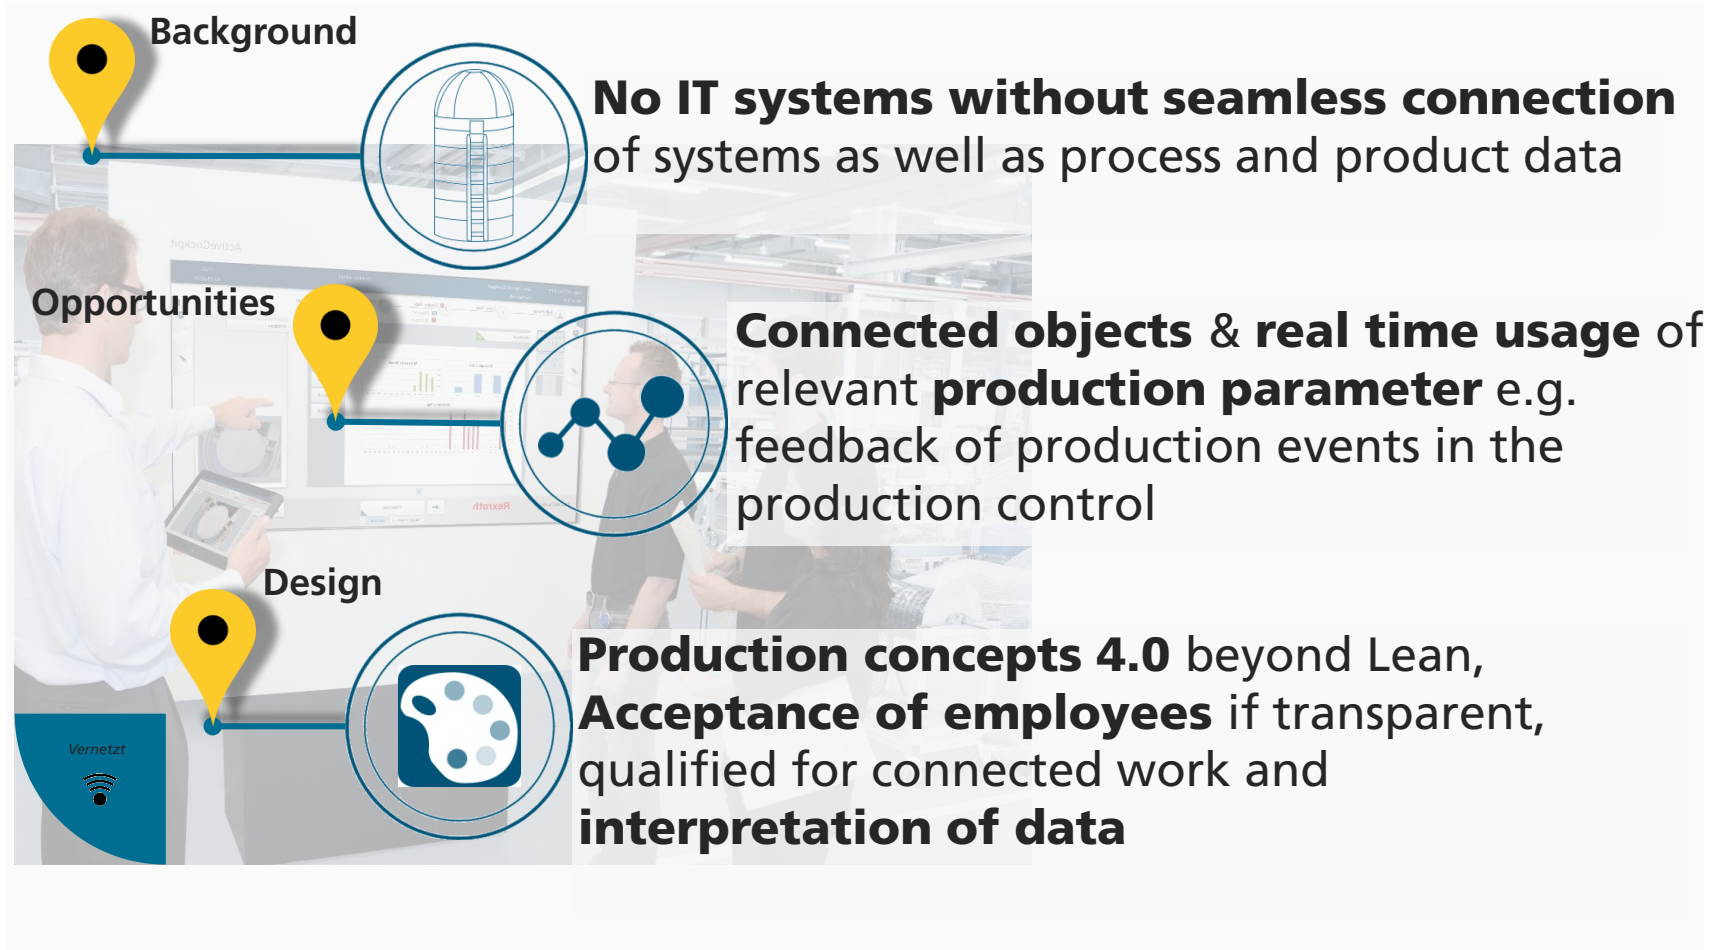 Background
No IT systems without seamless connection
of systems as well as process and product data
ActiveCockpit
Opportunities
Connected objects & real time usage of
relevant production parameter e.g.
feedback of production events in the
production control
Rexroth
Design
Production concepts 4.0 beyond Lean,
Acceptance of employees if transparent,
qualified for connected work and
interpretation of data
Vernetzt